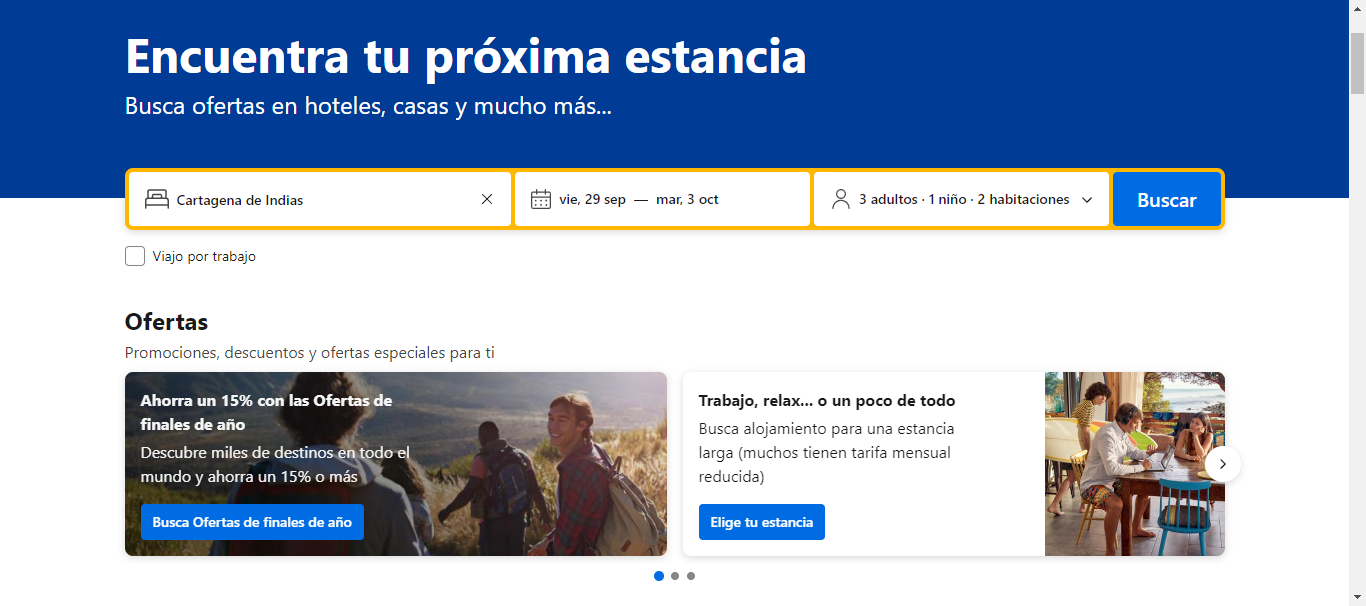 Encuentra tu próxima estancia
Busca ofertas en hoteles, casas y mucho más...
Cartagena de Indias
vie, 29 sep — mar, 3 oct
3 adultos · 1 niño · 2 habitaciones
Buscar
Viajo por trabajo
Ofertas
Promociones, descuentos y ofertas especiales para ti
Ahorra un 15% con las Ofertas de
finales de año
Descubre miles de destinos en todo el
mundo y ahorra un 15% o más
Busca Ofertas de finales de año
Trabajo, relax... o un poco de todo
Busca alojamiento para una estancia
larga (muchos tienen tarifa mensual
reducida)
Elige tu estancia